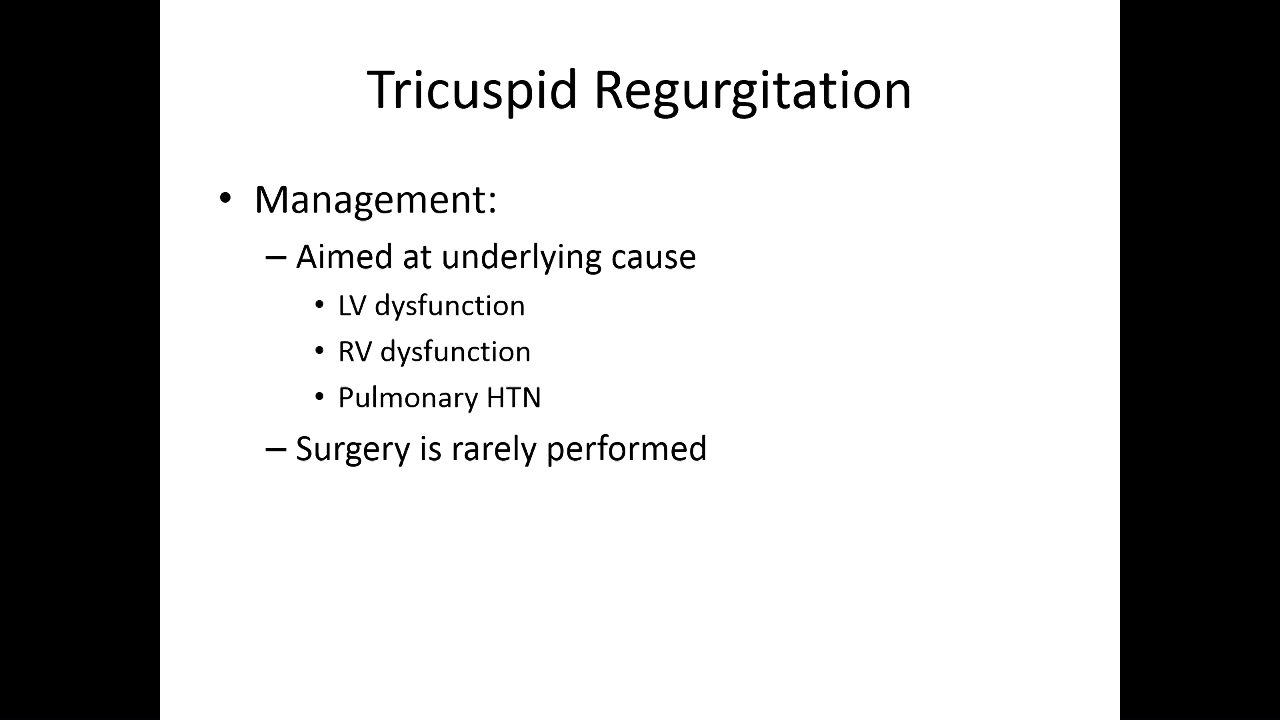 Tricuspid Regurgitation
• Management:
– Aimed at underlying cause
• LV dysfunction
• RV dysfunction
• Pulmonary HTN
– Surgery is rarely performed